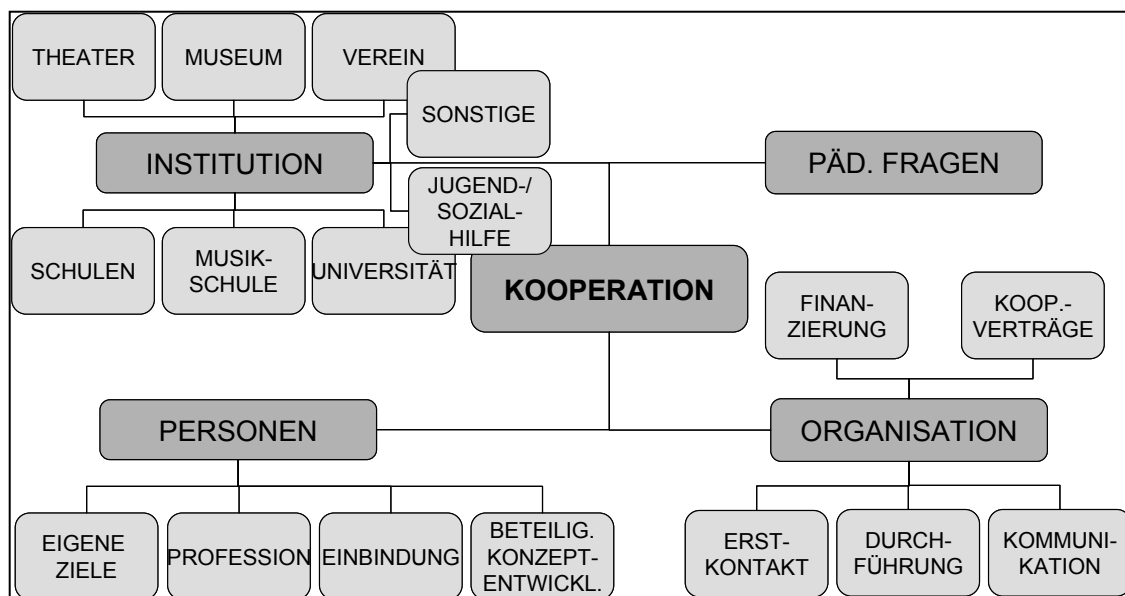 THEATER
MUSEUM
VEREIN
SONSTIGE
INSTITUTION
PÄD. FRAGEN
JUGEND-/
SOZIAL-
HILFE
SCHULEN
MUSIK-
SCHULE
UNIVERSITÄT
KOOPERATION
FINAN-
ZIERUNG
KOOP.-
VERTRÄGE
PERSONEN
ORGANISATION
EIGENE
ZIELE
PROFESSION
EINBINDUNG
BETEILIG.
KONZEPT-
ENTWICKL.
ERST-
KONTAKT
DURCH-
FÜHRUNG
KOMMUNI-
KATION